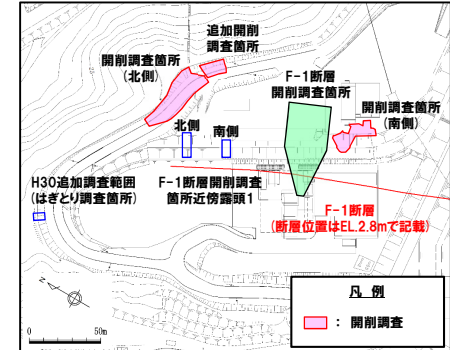 追加開削
調査箇所
開削調査箇所
(北側)
F-1断層
開削調査箇所
開削調査箇所
(南側)
北側
南側
H30追加調査範囲
(はぎとり調査箇所)
F-1断層開削調査
箇所近傍露頭1
F-1断層
(断層位置はEL.2.8mで記載)
N
0 50m
凡 例
: 開削調査